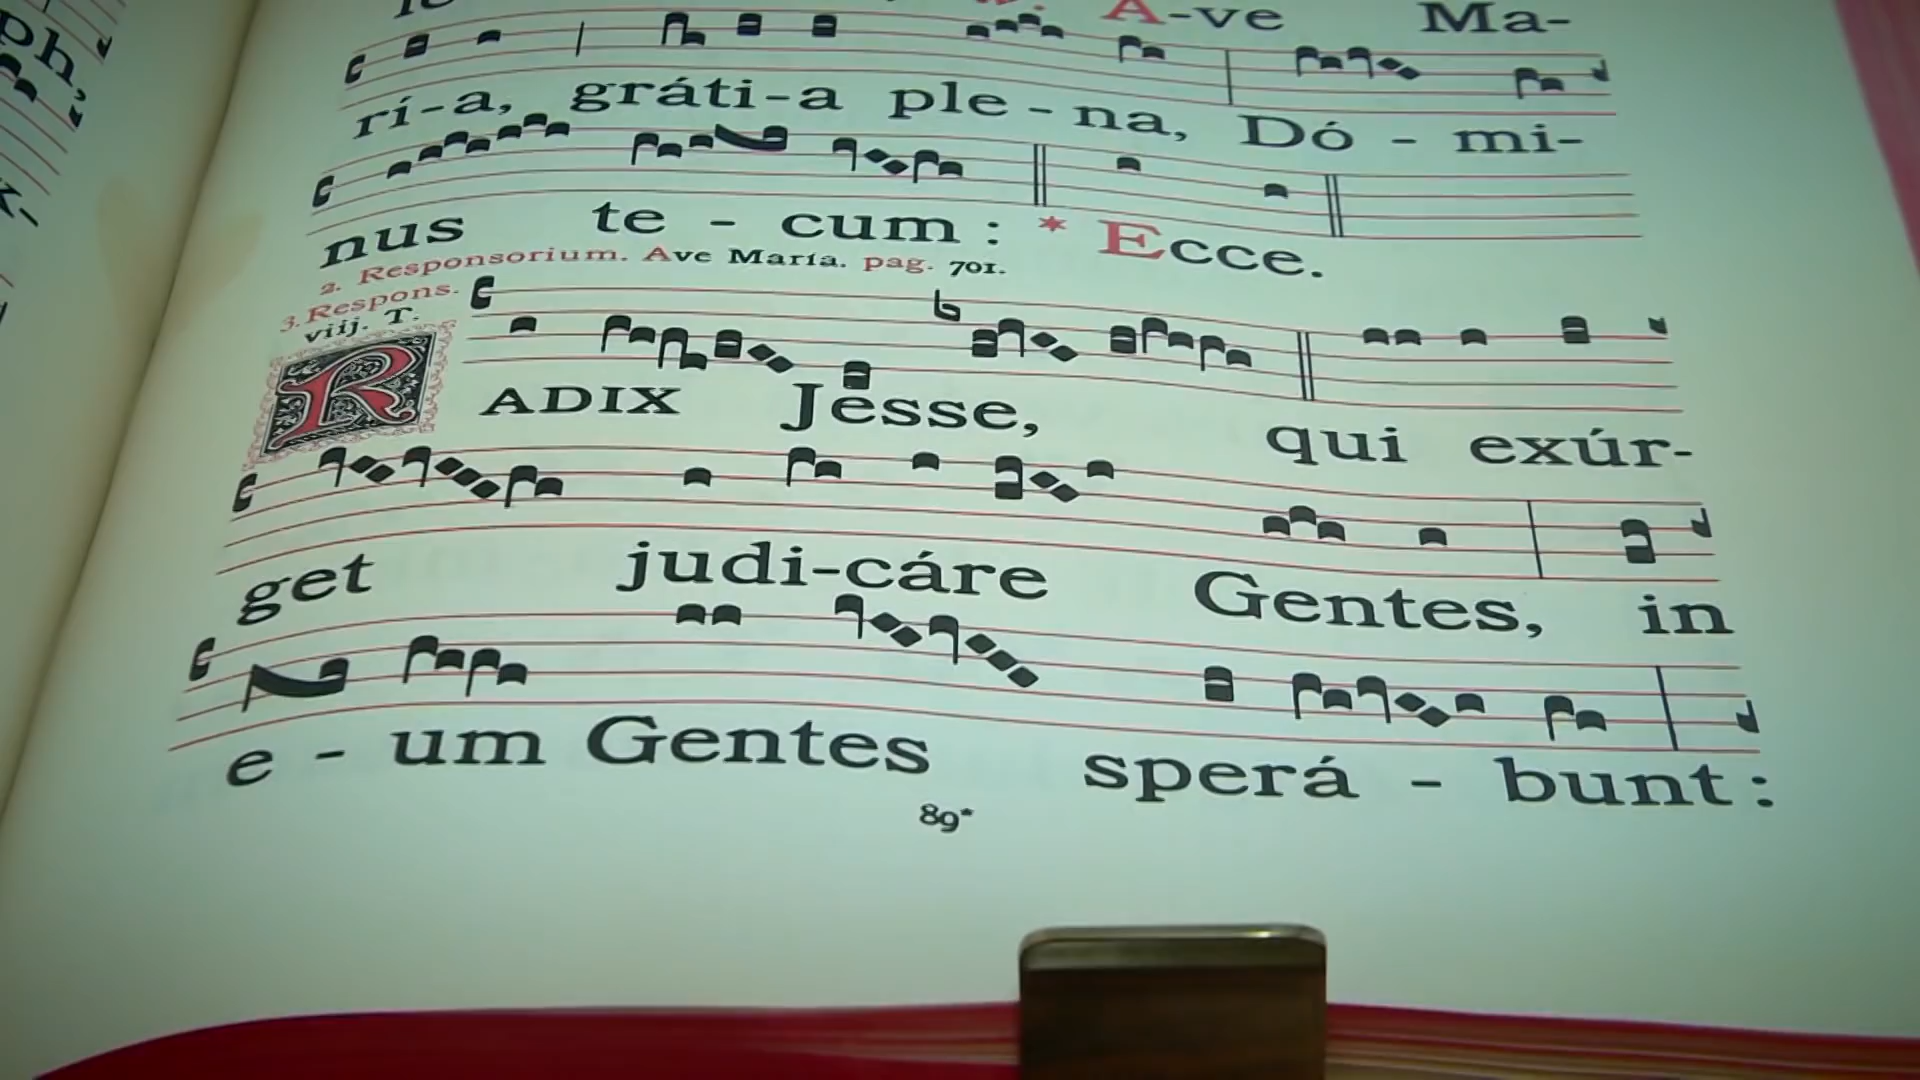 A-ve Ma-
rí-a, gráti-a ple-na, Dó-mi-
nus te-cum: * Ecce.
2. Responsorium. Ave María. pag. 701.
3. Respons.
viij. T.
RADIX Jesse, qui exúr-
get judi-cáre Gentes, in
e-um Gentes sperá-bunt:
89*